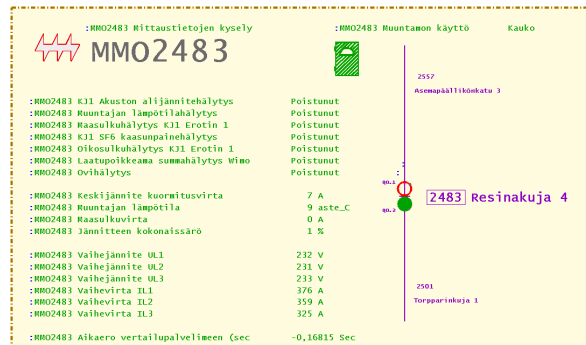 :MMO2483 Mittaustietojen kysely
:MMO2483 Muuntamon käyttö Kauko
MMO2483
2557
Asemapäällikönkatu 3
:MMO2483 KJ1 Akuston alijännitehälytys Poistunut
:MMO2483 Muuntajan lämpötilahälytys Poistunut
:MMO2483 Maasulkuhälytys KJ1 Erotin 1 Poistunut
:MMO2483 KJ1 SF6 kaasunpainehälytys Poistunut
:MMO2483 Oikosulkuhälytys KJ1 Erotin 1 Poistunut
:MMO2483 Laatupoikkeama summahälytys Wimo Poistunut
:MMO2483 Ovihälytys Poistunut
:MMO2483 Keskijännite kuormitusvirta 7 A
:MMO2483 Muuntajan lämpötila 9 aste_C
:MMO2483 Maasulkuvirta 0 A
:MMO2483 Jännitteen kokonaissärö 1 %
RO.1
RO.2
2483 Resinakuja 4
:MMO2483 Vaihejännite UL1 232 V
:MMO2483 Vaihejännite UL2 231 V
:MMO2483 Vaihejännite UL3 233 V
:MMO2483 Vaihevirta IL1 376 A
:MMO2483 Vaihevirta IL2 359 A
:MMO2483 Vaihevirta IL3 325 A
2501
Torpparinkuja 1
:MMO2483 Aikaero vertailupalvelimeen (sec -0,16815 Sec